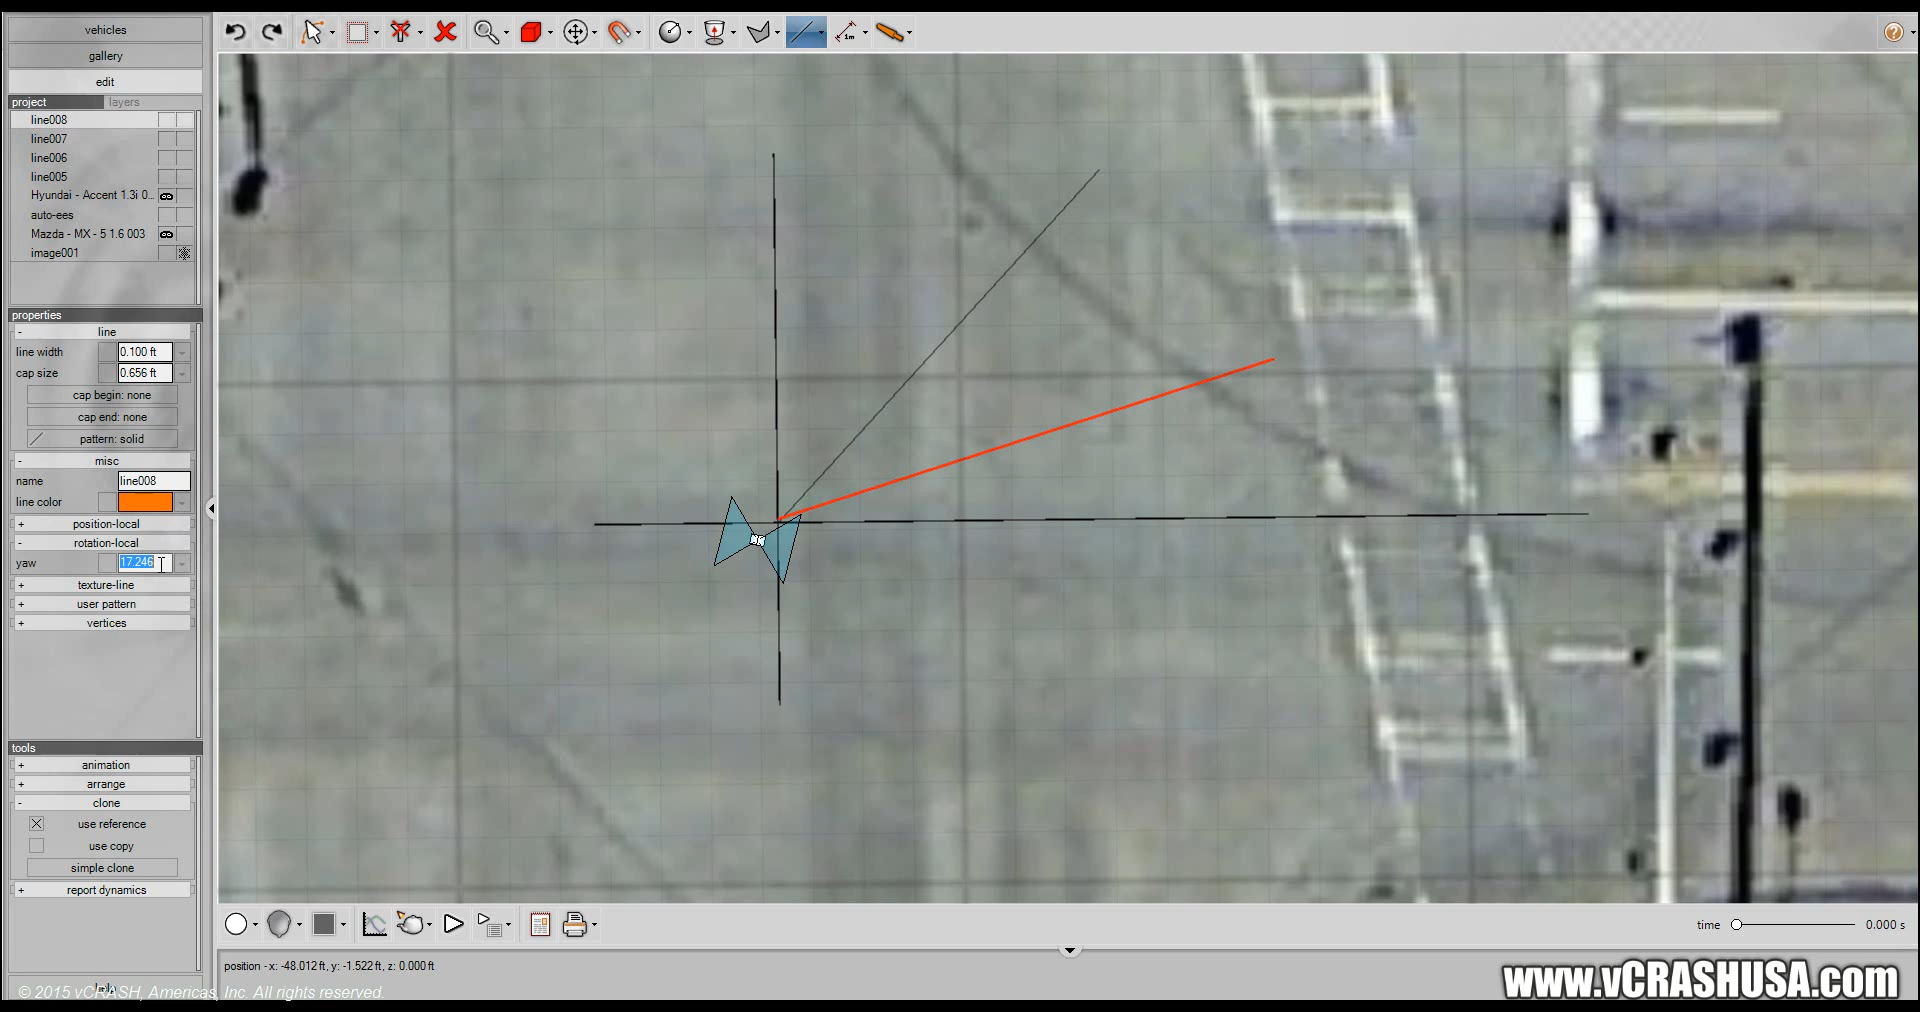 vehicles
gallery
edit
project layers
line008
line007
line006
line005
Hyundai - Accent 1.3i 0...
auto-ees
Mazda - MX - 5 1.6 003
image001
properties
- line
line width 0.100 ft
cap size 0.656 ft
cap begin: none
cap end: none
pattern: solid
- misc
name line008
line color
+ position-local
- rotation-local
yaw 17.246
+ texture-line
+ user pattern
+ vertices
tools
+ animation
+ arrange
- clone
use reference
use copy
simple clone
+ report dynamics
help
1m
time 0.000 s
position - x: -48.012 ft, y: -1.522 ft, z: 0.000 ft
© 2015 vCRASH, Americas, Inc. All rights reserved.
www.vCRASHUSA.com